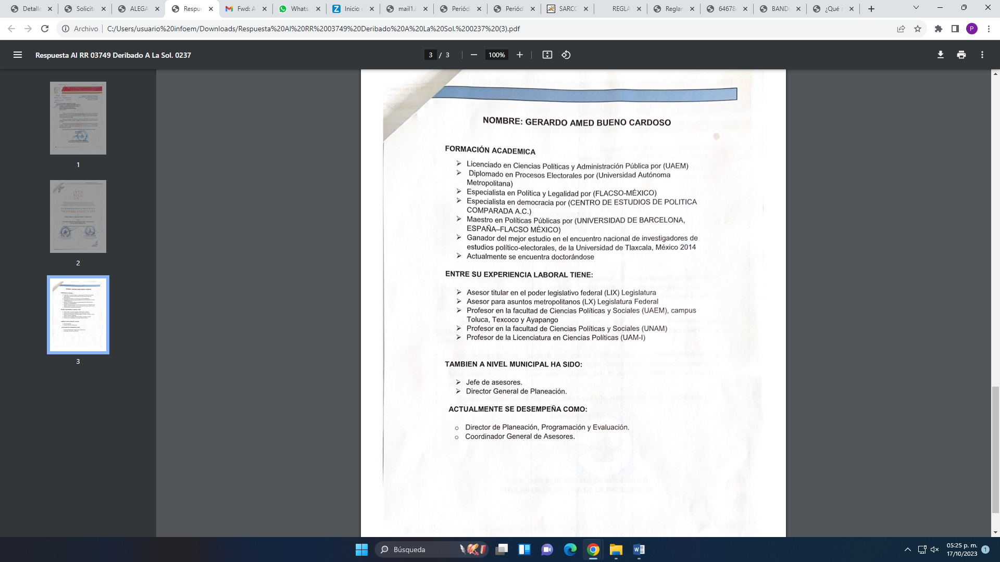 Detalle
Solicitu
ALEGA
Respue
Fwd: A
Whats
Inicio
mail1.i
Periód
Periód
SARCO
REGLA
Reglan
64678
BAND
¿Qué s
Archivo
C:/Users/usuario%20infoem/Downloads/Respuesta%20Al%20RR%2003749%20Deribado%20A%20La%20Sol.%200237%20(3).pdf
P
Respuesta Al RR 03749 Deribado A La Sol. 0237
3 / 3
100%
1
IXTA
PALU
CA
NOMBRAMIENTO
2
3
NOMBRE: GERARDO AMED BUENO CARDOSO
FORMACIÓN ACADEMICA
➢ Licenciado en Ciencias Políticas y Administración Pública por (UAEM)
➢ Diplomado en Procesos Electorales por (Universidad Autónoma
Metropolitana)
➢ Especialista en Política y Legalidad por (FLACSO-MÉXICO)
➢ Especialista en democracia por (CENTRO DE ESTUDIOS DE POLITICA
COMPARADA A.C.)
➢ Maestro en Políticas Públicas por (UNIVERSIDAD DE BARCELONA,
ESPAÑA–FLACSO MÉXICO)
➢ Ganador del mejor estudio en el encuentro nacional de investigadores de
estudios político-electorales, de la Universidad de Tlaxcala, México 2014
➢ Actualmente se encuentra doctorándose
ENTRE SU EXPERIENCIA LABORAL TIENE:
➢ Asesor titular en el poder legislativo federal (LIX) Legislatura
➢ Asesor para asuntos metropolitanos (LX) Legislatura Federal
➢ Profesor en la facultad de Ciencias Políticas y Sociales (UAEM), campus
Toluca, Texcoco y Ayapango
➢ Profesor en la facultad de Ciencias Políticas y Sociales (UNAM)
➢ Profesor de la Licenciatura en Ciencias Políticas (UAM-I)
TAMBIEN A NIVEL MUNICIPAL HA SIDO:
➢ Jefe de asesores.
➢ Director General de Planeación.
ACTUALMENTE SE DESEMPEÑA COMO:
o Director de Planeación, Programación y Evaluación.
o Coordinador General de Asesores.
Búsqueda
05:25 p. m.
17/10/2023
1